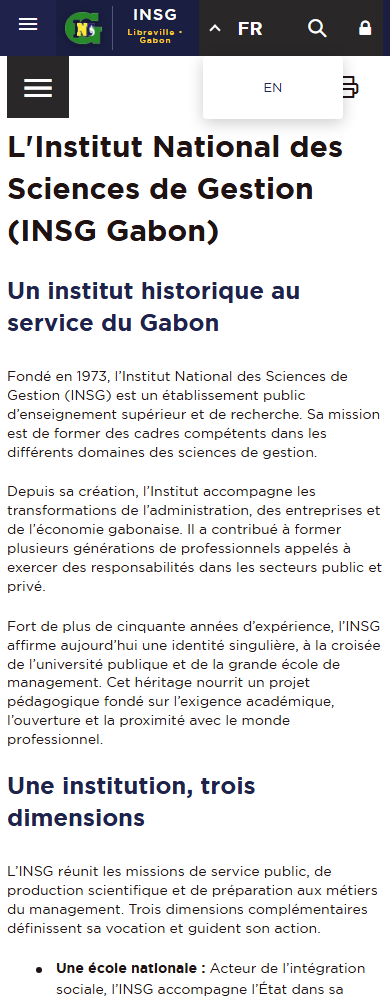 INSG
Libreville •
Gabon
FR
EN
L'Institut National des
Sciences de Gestion
(INSG Gabon)
Un institut historique au
service du Gabon
Fondé en 1973, l’Institut National des Sciences de
Gestion (INSG) est un établissement public
d’enseignement supérieur et de recherche. Sa mission
est de former des cadres compétents dans les
différents domaines des sciences de gestion.
Depuis sa création, l’Institut accompagne les
transformations de l’administration, des entreprises et
de l’économie gabonaise. Il a contribué à former
plusieurs générations de professionnels appelés à
exercer des responsabilités dans les secteurs public et
privé.
Fort de plus de cinquante années d’expérience, l’INSG
affirme aujourd’hui une identité singulière, à la croisée
de l’université publique et de la grande école de
management. Cet héritage nourrit un projet
pédagogique fondé sur l’exigence académique,
l’ouverture et la proximité avec le monde
professionnel.
Une institution, trois
dimensions
L’INSG réunit les missions de service public, de
production scientifique et de préparation aux métiers
du management. Trois dimensions complémentaires
définissent sa vocation et guident son action.
• Une école nationale : Acteur de l’intégration
sociale, l’INSG accompagne l’État dans sa